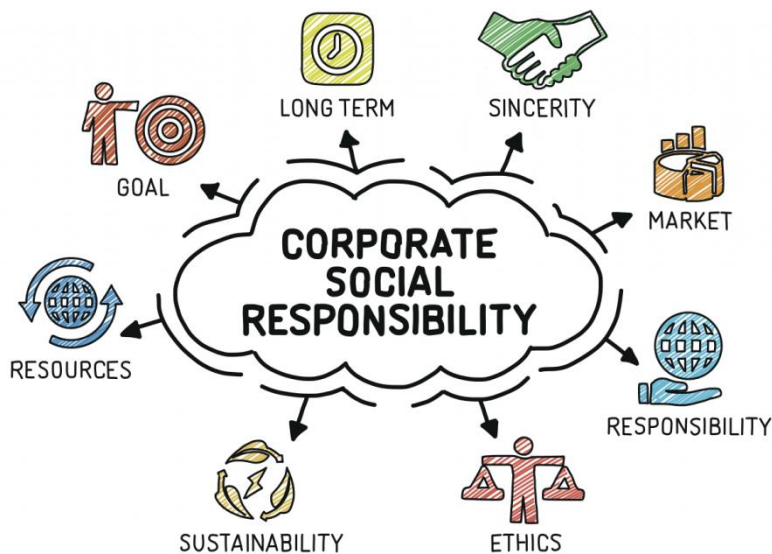 LONG TERM
SINCERITY
GOAL
MARKET
CORPORATE
SOCIAL
RESPONSIBILITY
RESOURCES
RESPONSIBILITY
SUSTAINABILITY
ETHICS